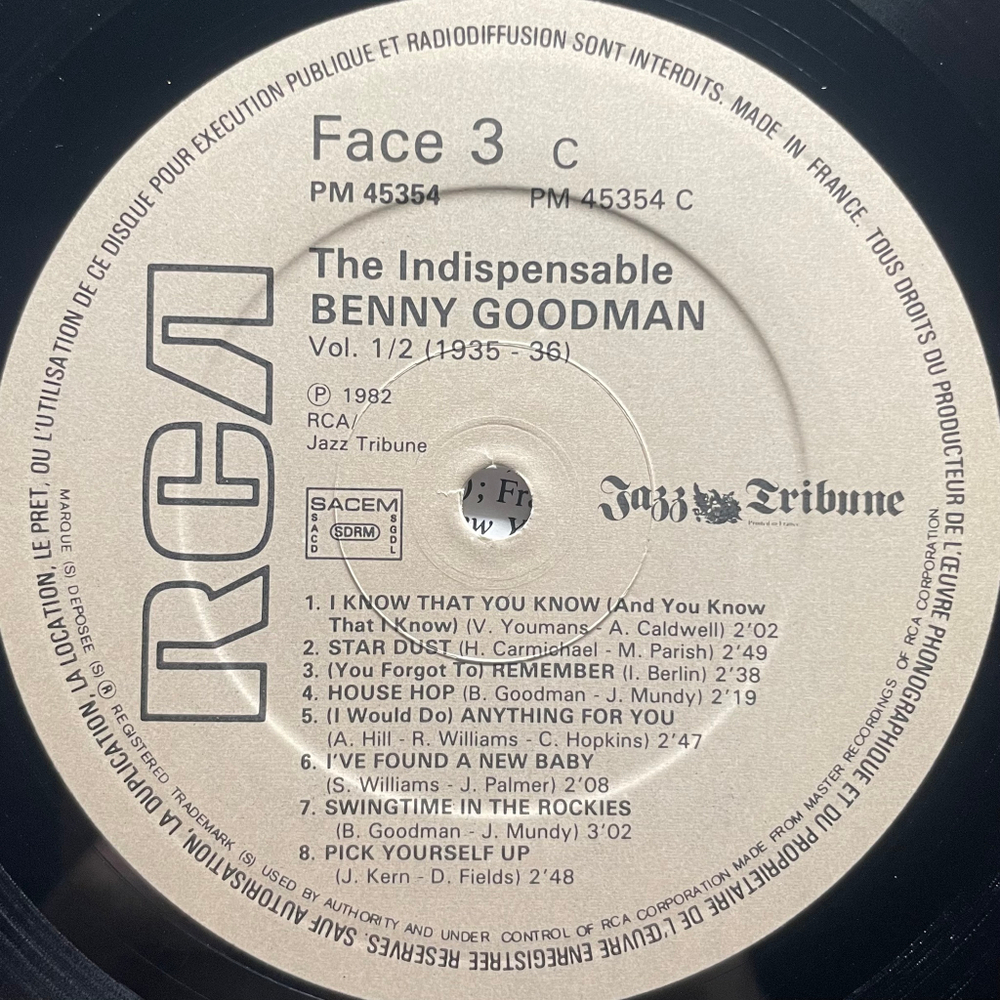 SAUF AUTORISATION, LA DUPLICATION, LA LOCATION, LE PRET, OU L'UTILISATION DE CE DISQUE POUR EXECUTION PUBLIQUE ET RADIODIFFUSION SONT INTERDITS. MADE IN FRANCE. TOUS DROITS DU PRODUCTEUR DE L'ŒUVRE PHONOGRAPHIQUE ET DU PROPRIETAIRE DE L'ŒUVRE ENREGISTREE RESERVES.
Face 3 C
PM 45354 PM 45354 C
The Indispensable
BENNY GOODMAN
Vol. 1/2 (1935 - 36)
Ⓟ 1982
RCA
Jazz Tribune
RCA
SACEM
SACD
SDRM
SGDL
); Fr
w Y
Jazz Tribune
Printed in France
1. I KNOW THAT YOU KNOW (And You Know
That I Know) (V. Youmans - A. Caldwell) 2'02
2. STAR DUST (H. Carmichael - M. Parish) 2'49
3. (You Forgot To) REMEMBER (I. Berlin) 2'38
4. HOUSE HOP (B. Goodman - J. Mundy) 2'19
5. (I Would Do) ANYTHING FOR YOU
(A. Hill - R. Williams - C. Hopkins) 2'47
6. I'VE FOUND A NEW BABY
(S. Williams - J. Palmer) 2'08
7. SWINGTIME IN THE ROCKIES
(B. Goodman - J. Mundy) 3'02
8. PICK YOURSELF UP
(J. Kern - D. Fields) 2'48
MARQUE (S) DEPOSEE (S) ® REGISTERED TRADEMARK (S) USED BY AUTHORITY AND UNDER CONTROL OF RCA CORPORATION MADE FROM MASTER RECORDINGS OF RCA CORPORATION